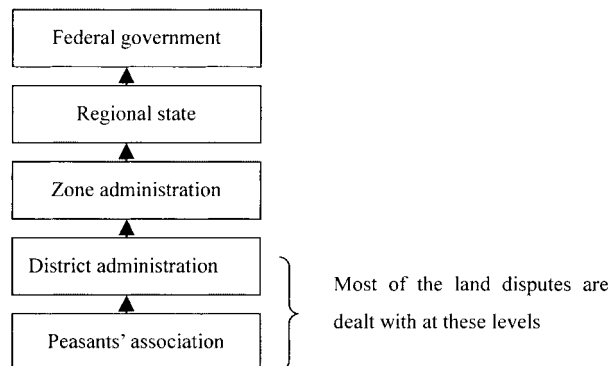 Federal government
Regional state
Zone administration
District administration
Most of the land disputes are
dealt with at these levels
Peasants’ association